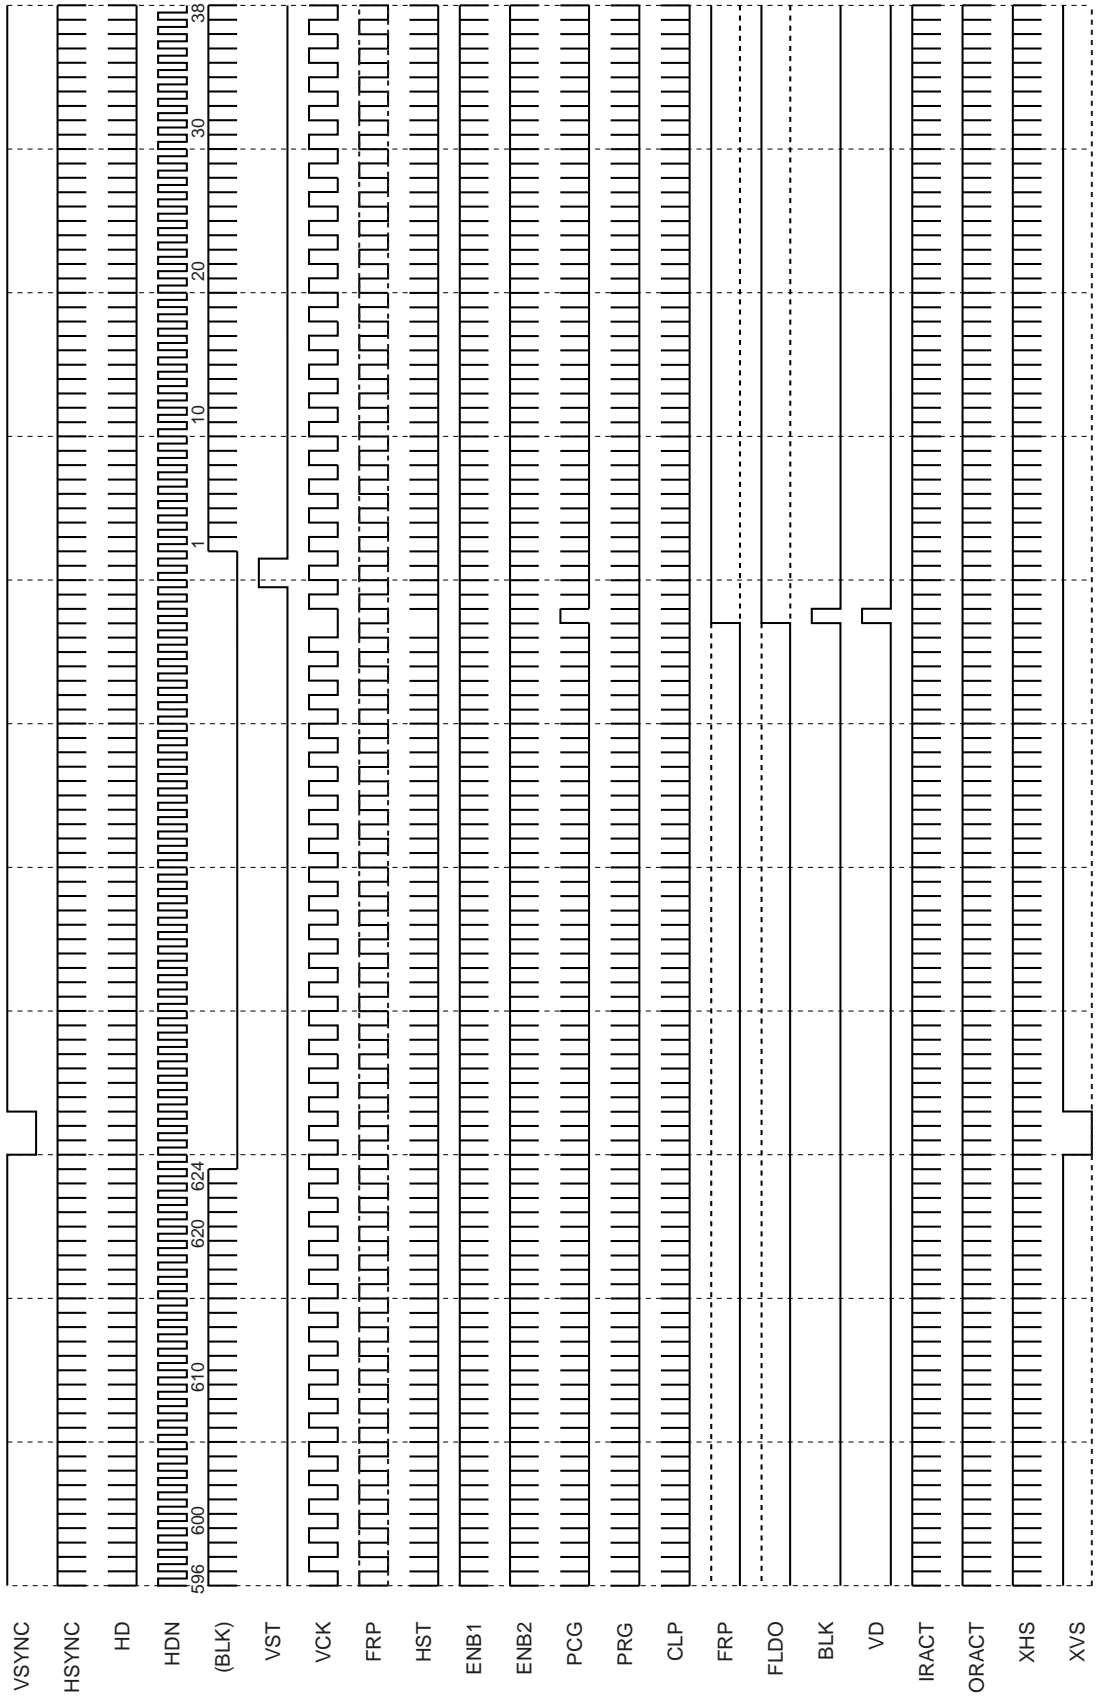 VSYNC
HSYNC
HD
HDN
596 600 610 620 624 1 10 20 30 38
(BLK)
VST
VCK
FRP
HST
ENB1
ENB2
PCG
PRG
CLP
FRP
FLDO
BLK
VD
IRACT
ORACT
XHS
XVS